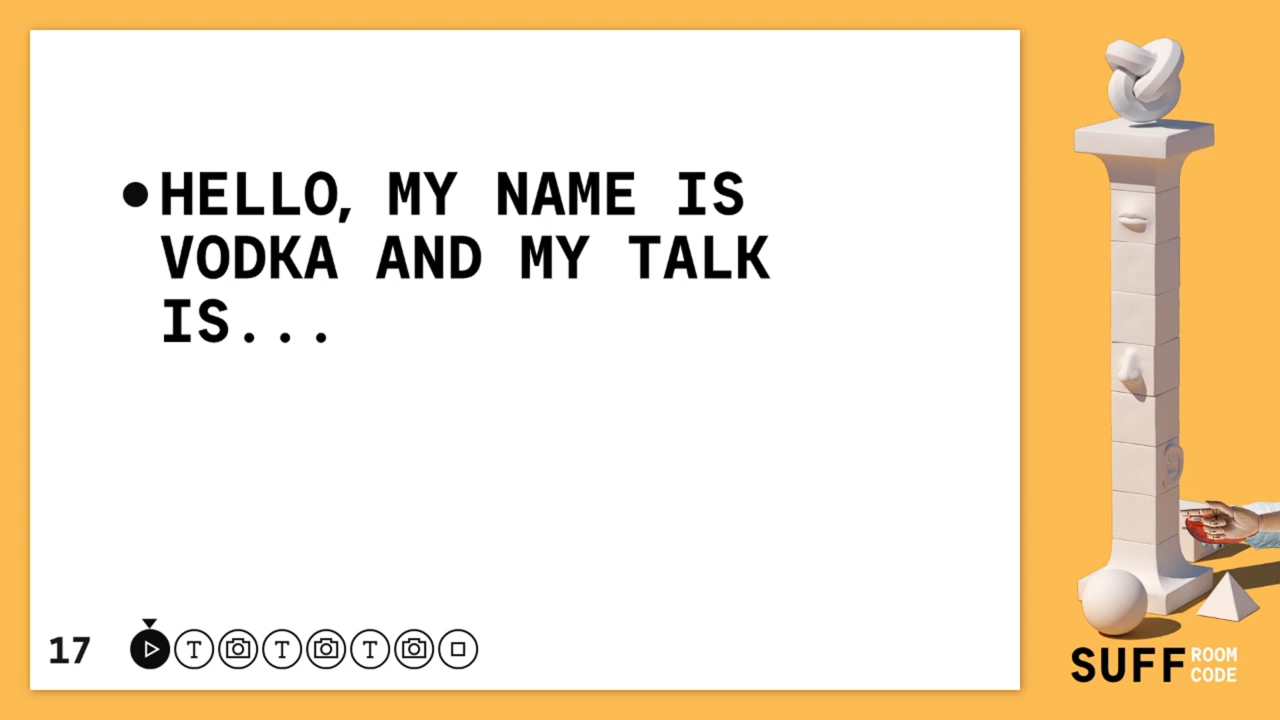 HELLO, MY NAME IS
VODKA AND MY TALK
IS...
17
T
T
T
SUFF
ROOM
CODE